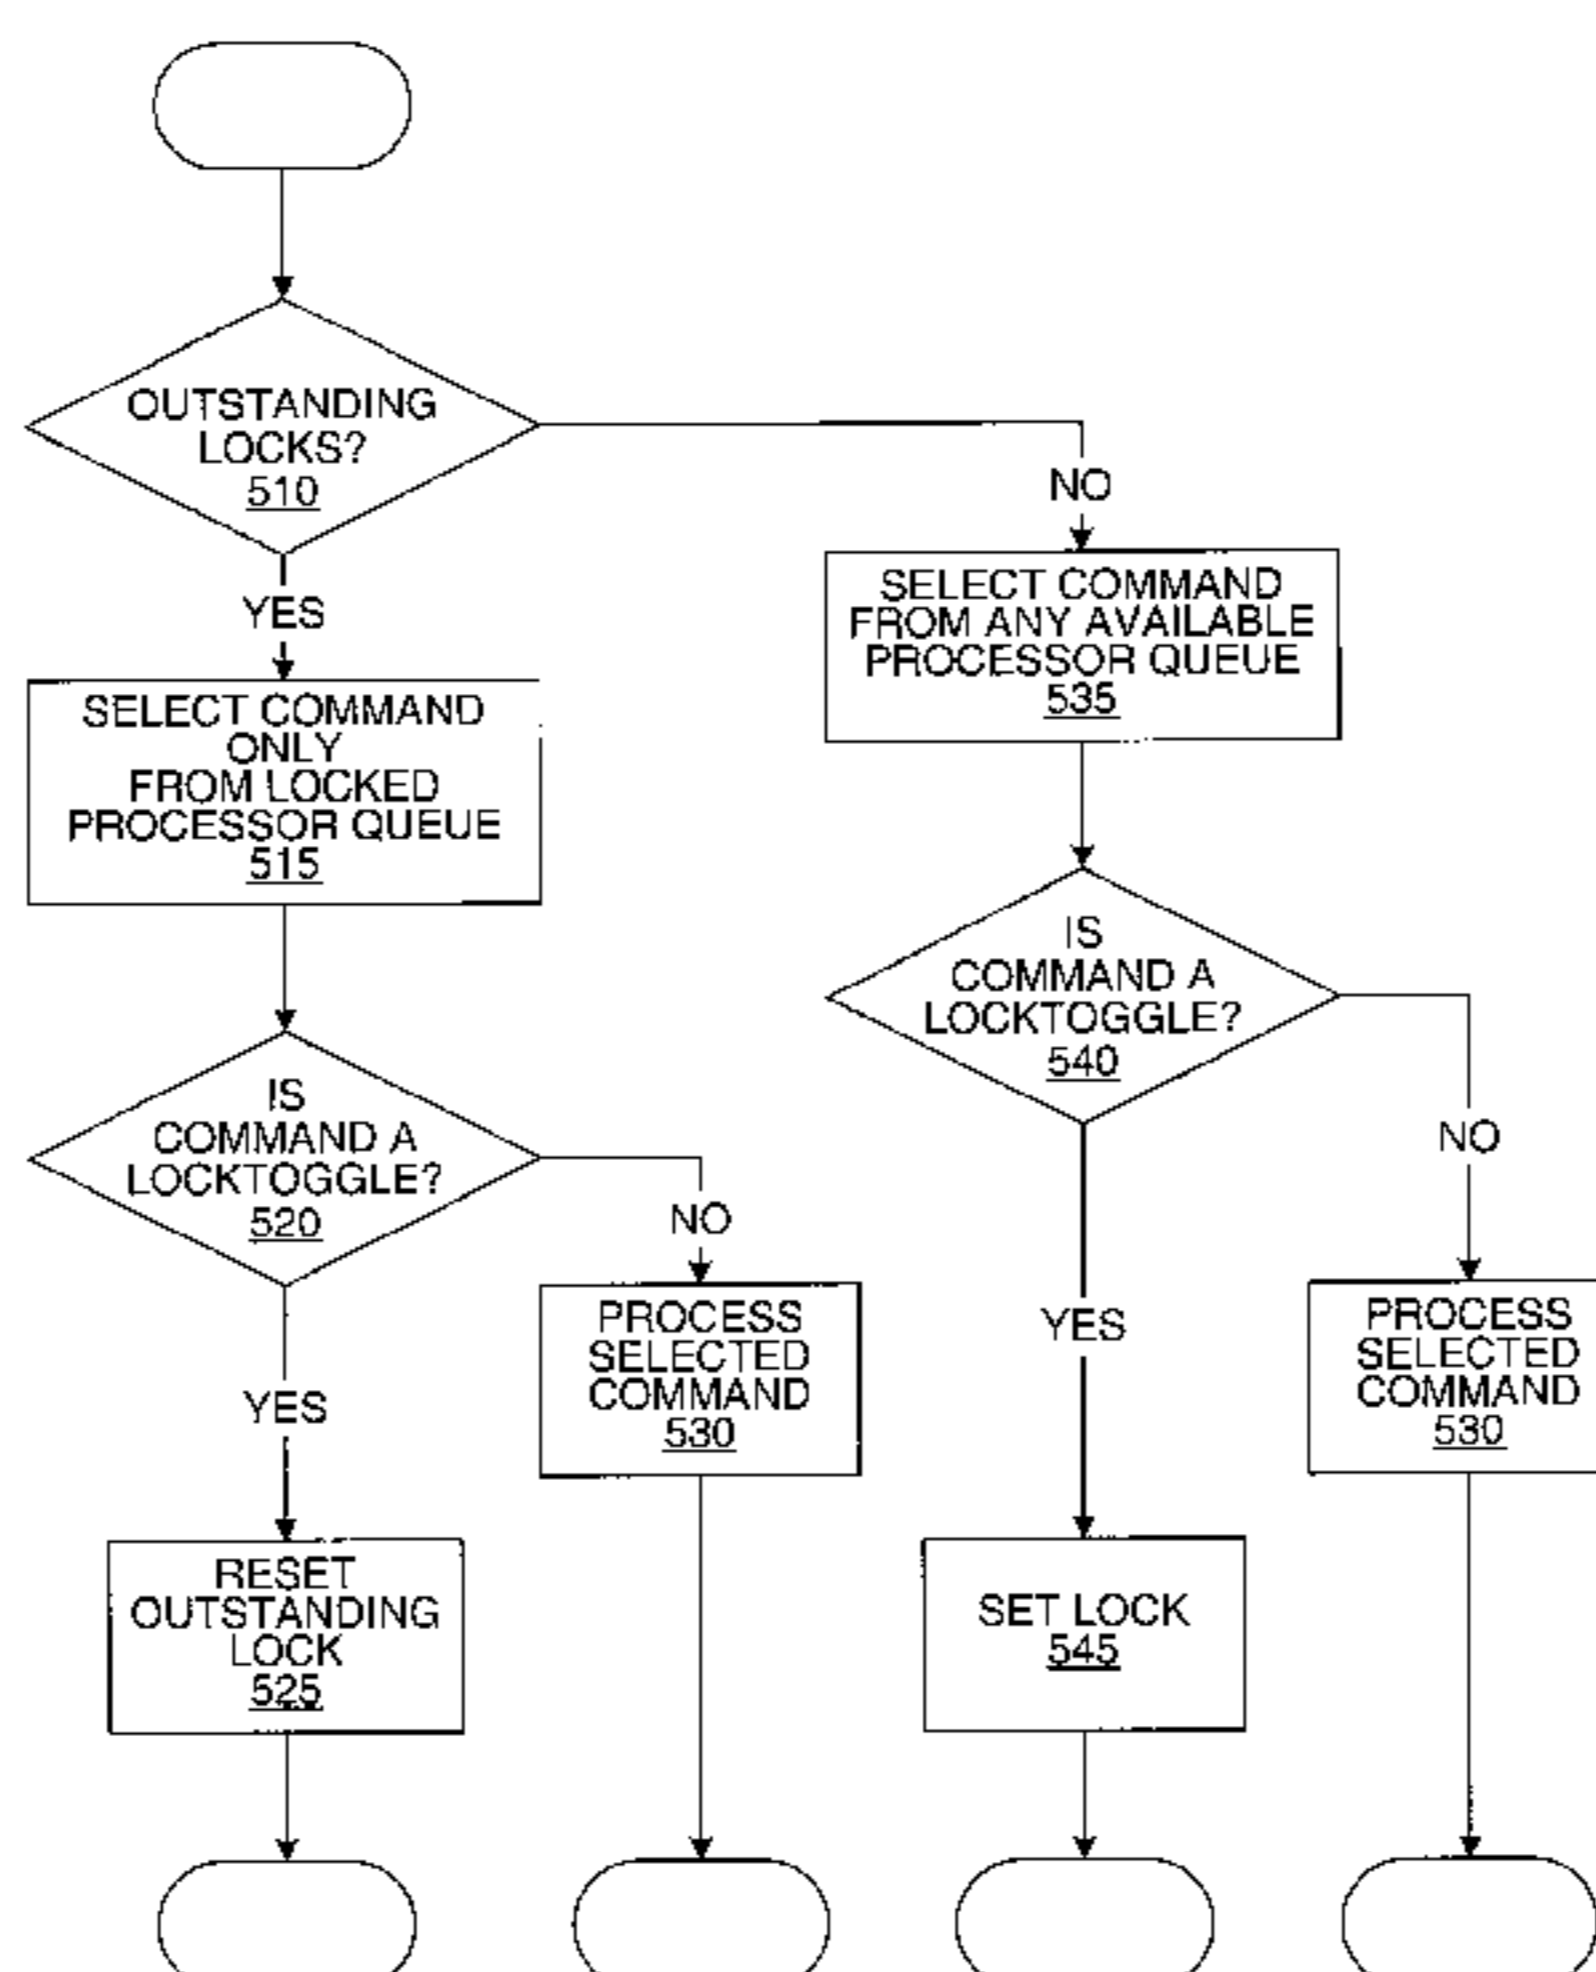 OUTSTANDING
LOCKS?
510
NO
YES
SELECT COMMAND
FROM ANY AVAILABLE
PROCESSOR QUEUE
535
SELECT COMMAND
ONLY
FROM LOCKED
PROCESSOR QUEUE
515
IS
COMMAND A
LOCKTOGGLE?
540
IS
COMMAND A
LOCKTOGGLE?
520
NO
NO
PROCESS
SELECTED
COMMAND
530
YES
PROCESS
SELECTED
COMMAND
530
YES
RESET
OUTSTANDING
LOCK
525
SET LOCK
545